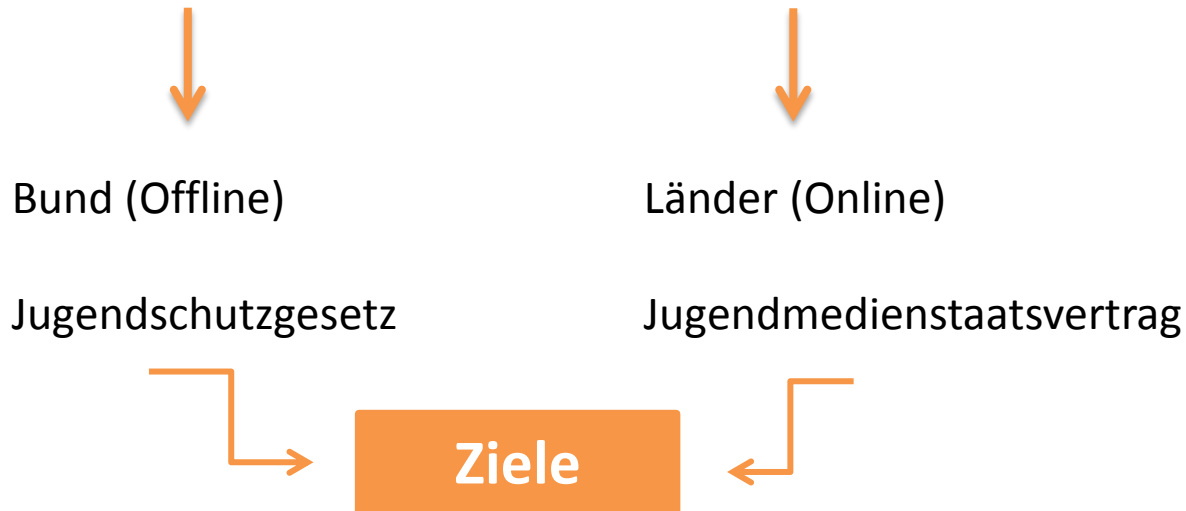 Bund (Offline)
Länder (Online)
Jugendschutzgesetz
Jugendmedienstaatsvertrag
Ziele